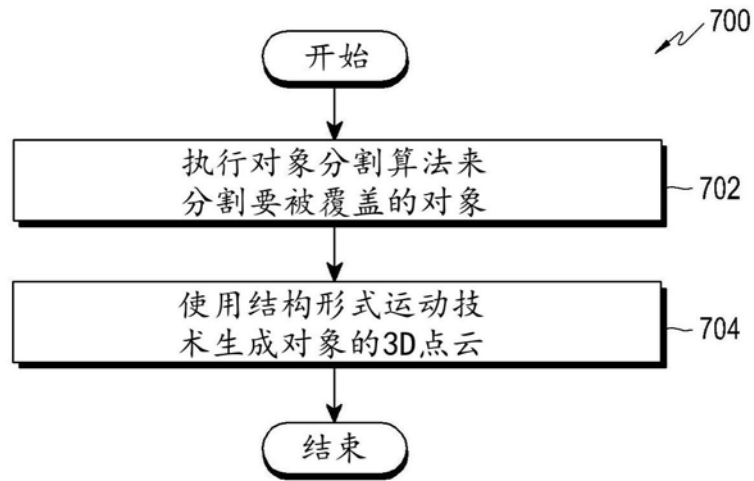 700
开始
执行对象分割算法来
分割要被覆盖的对象
702
使用结构形式运动技
术生成对象的3D点云
704
结束